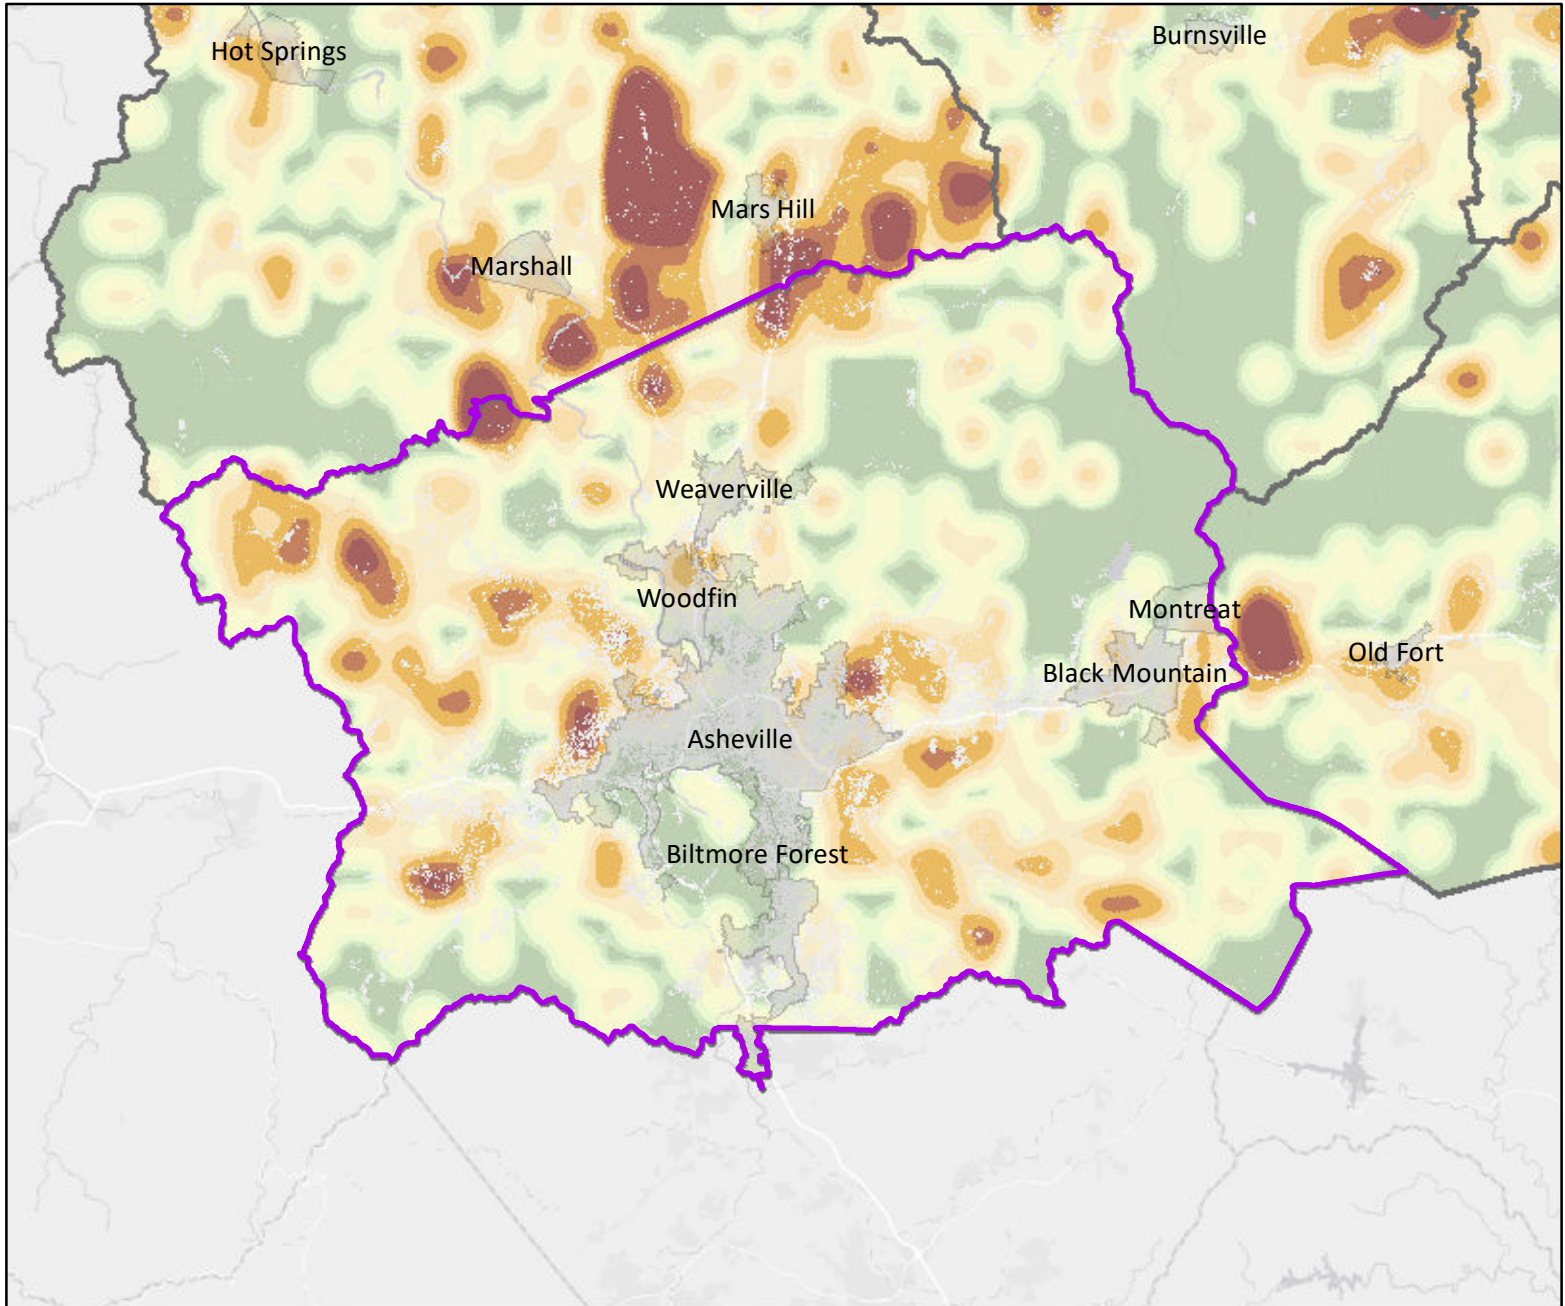 Burnsville
Hot Springs
Mars Hill
Marshall
Weaverville
Woodfin
Montreat
Old Fort
Black Mountain
Asheville
Biltmore Forest